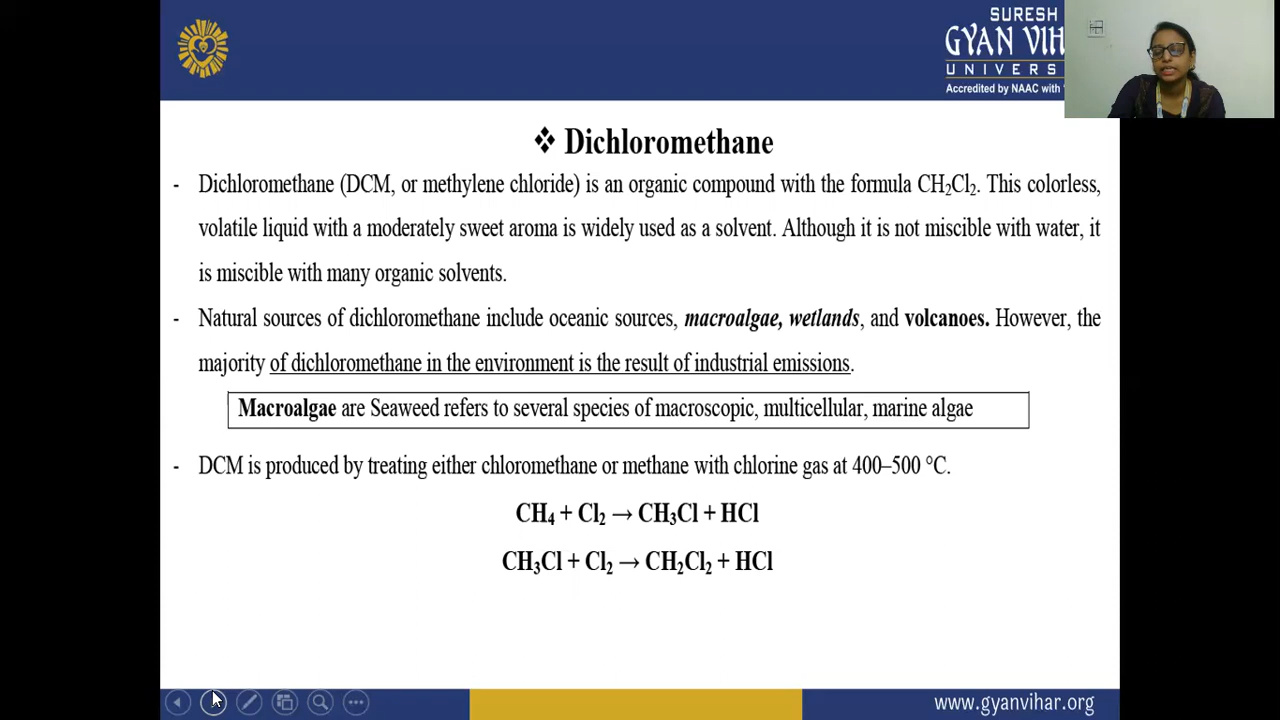 SURESH
GYAN VIH
UNIVERS
Accredited by NAAC with
❖ Dichloromethane
- Dichloromethane (DCM, or methylene chloride) is an organic compound with the formula CH₂Cl₂. This colorless,
volatile liquid with a moderately sweet aroma is widely used as a solvent. Although it is not miscible with water, it
is miscible with many organic solvents.
- Natural sources of dichloromethane include oceanic sources, macroalgae, wetlands, and volcanoes. However, the
majority of dichloromethane in the environment is the result of industrial emissions.
Macroalgae are Seaweed refers to several species of macroscopic, multicellular, marine algae
- DCM is produced by treating either chloromethane or methane with chlorine gas at 400–500 °C.
CH₄ + Cl₂ → CH₃Cl + HCl
CH₃Cl + Cl₂ → CH₂Cl₂ + HCl
www.gyanvihar.org